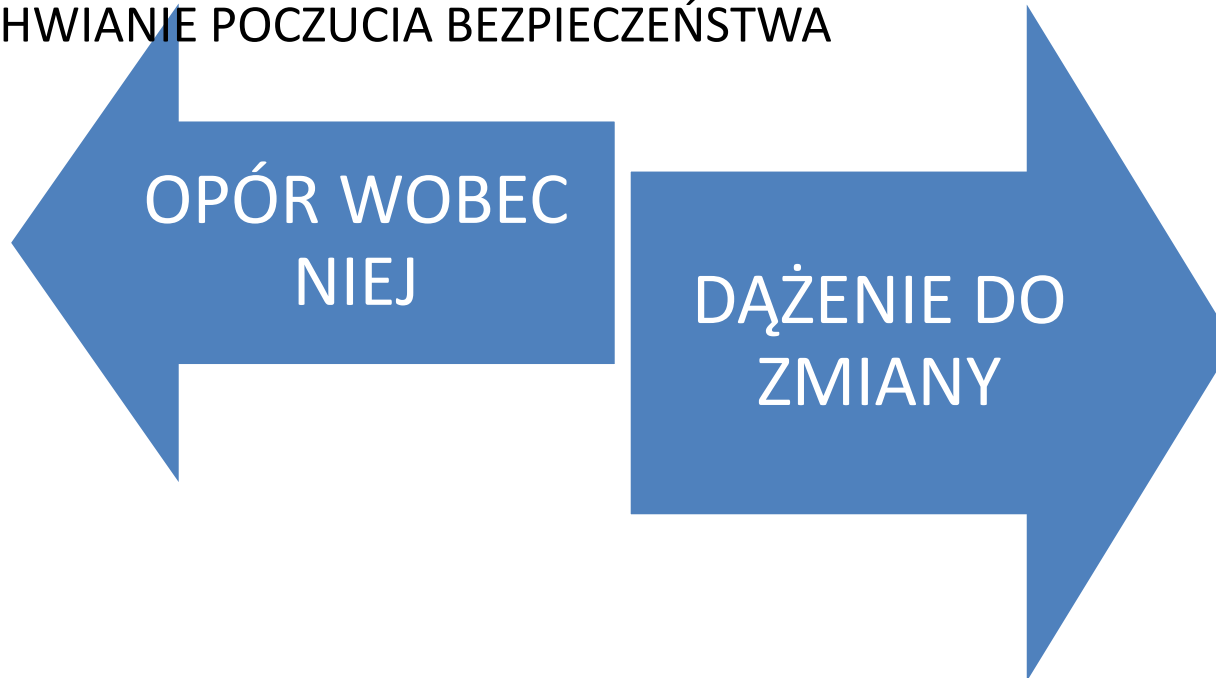 HWIANIE POCZUCIA BEZPIECZEŃSTWA
OPÓR WOBEC
NIEJ
DĄŻENIE DO
ZMIANY